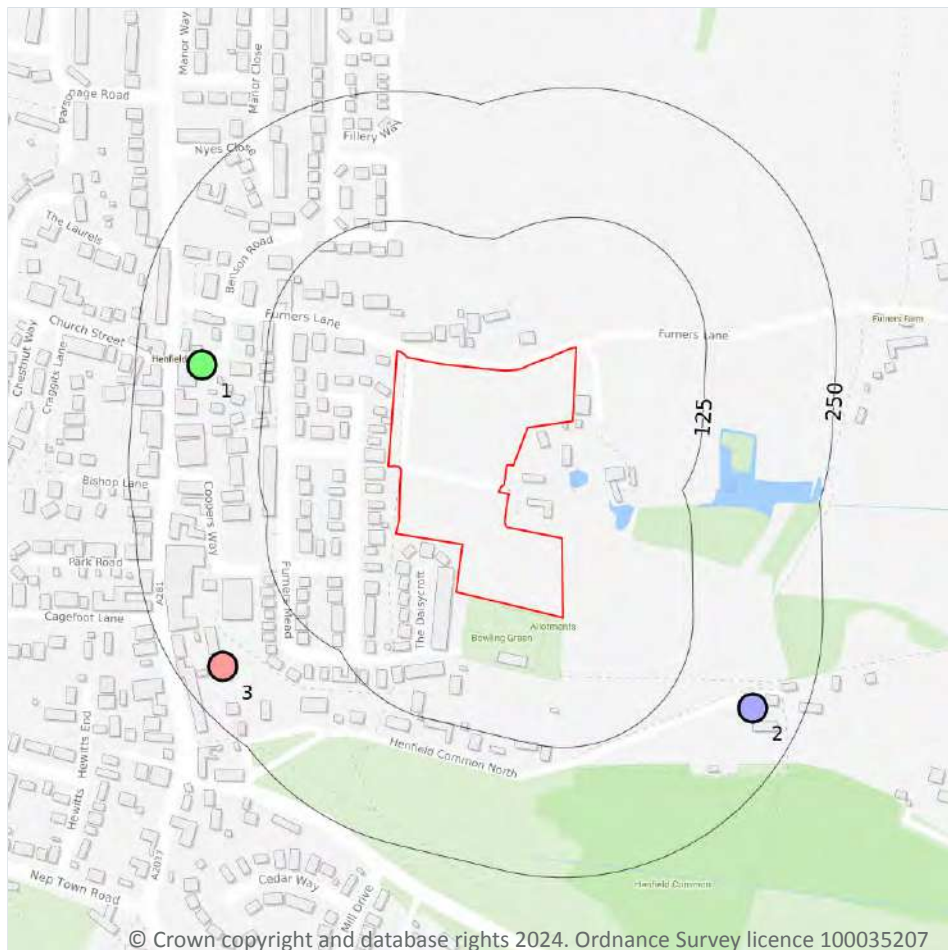 Manor Way
Manor Close
nage Road
Parso
Fillery Way
Nyes Close
The Laurels
Benson Road
Furners Lane
Church Street
Furners Lane
Furners Farm
Chestnut Way
Craggits Lane
Henfield
1
125
250
Bishop Lane
Coopers Way
Park Road
A281
Furners Mead
The Daisycroft
Cagefoot Lane
Allotments
Bowling Green
3
2
Hewitts End
Henfield Common North
A2037
Cedar Way
Nep Town Road
Mill Drive
Henfield Common
© Crown copyright and database rights 2024. Ordnance Survey licence 100035207